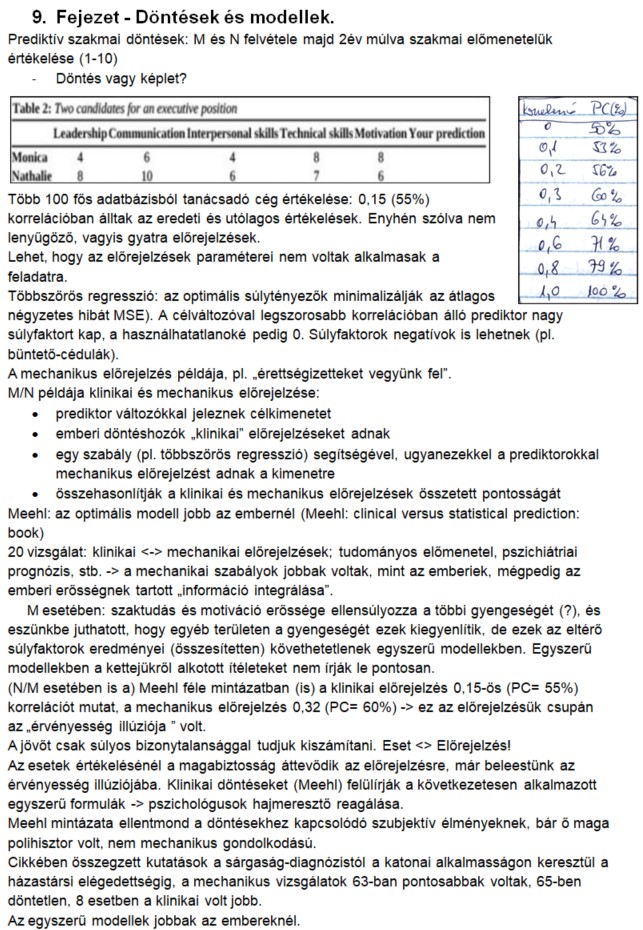 9. Fejezet - Döntések és modellek.
Prediktív szakmai döntések: M és N felvétele majd 2év múlva szakmai előmenetelük
értékelése (1-10)
- Döntés vagy képlet?
Table 2: Two candidates for an executive position
Leadership Communication Interpersonal skills Technical skills Motivation Your prediction
Monica 4 6 4 8 8
Nathalie 8 10 6 7 6
PC(%)
0 50%
0,1 53%
0,2 56%
0,3 60%
0,4 64%
0,6 71%
0,8 79%
1,0 100%
Több 100 fős adatbázisból tanácsadó cég értékelése: 0,15 (55%)
korrelációban álltak az eredeti és utólagos értékelések. Enyhén szólva nem
lenyűgöző, vagyis gyatra előrejelzések.
Lehet, hogy az előrejelzések paraméterei nem voltak alkalmasak a
feladatra.
Többszörös regresszió: az optimális súlytényezők minimalizálják az átlagos
négyzetes hibát MSE). A célváltozóval legszorosabb korrelációban álló prediktor nagy
súlyfaktort kap, a használhatatlanoké pedig 0. Súlyfaktorok negatívok is lehetnek (pl.
büntető-cédulák).
A mechanikus előrejelzés példája, pl. „érettségizetteket vegyünk fel”.
M/N példája klinikai és mechanikus előrejelzése:
• prediktor változókkal jeleznek célkimenetet
• emberi döntéshozók „klinikai” előrejelzéseket adnak
• egy szabály (pl. többszörös regresszió) segítségével, ugyanezekkel a prediktorokkal
mechanikus előrejelzést adnak a kimenetre
• összehasonlítják a klinikai és mechanikus előrejelzések összetett pontosságát
Meehl: az optimális modell jobb az embernél (Meehl: clinical versus statistical prediction:
book)
20 vizsgálat: klinikai <-> mechanikai előrejelzések; tudományos előmenetel, pszichiátriai
prognózis, stb. -> a mechanikai szabályok jobbak voltak, mint az emberiek, mégpedig az
emberi erősségnek tartott „információ integrálása”.
M esetében: szaktudás és motiváció erőssége ellensúlyozza a többi gyengeségét (?), és
eszünkbe juthatott, hogy egyéb területen a gyengeségét ezek kiegyenlítik, de ezek az eltérő
súlyfaktorok eredményei (összesítetten) követhetetlenek egyszerű modellekben. Egyszerű
modellekben a kettejükről alkotott ítéleteket nem írják le pontosan.
(N/M esetében is a) Meehl féle mintázatban (is) a klinikai előrejelzés 0,15-ös (PC= 55%)
korrelációt mutat, a mechanikus előrejelzés 0,32 (PC= 60%) -> ez az előrejelzésük csupán
az „érvényesség illúziója ” volt.
A jövőt csak súlyos bizonytalansággal tudjuk kiszámítani. Eset <> Előrejelzés!
Az esetek értékelésénél a magabiztosság áttevődik az előrejelzésre, már beleestünk az
érvényesség illúziójába. Klinikai döntéseket (Meehl) felülírják a következetesen alkalmazott
egyszerű formulák -> pszichológusok hajmeresztő reagálása.
Meehl mintázata ellentmond a döntésekhez kapcsolódó szubjektív élményeknek, bár ő maga
polihisztor volt, nem mechanikus gondolkodású.
Cikkében összegzett kutatások a sárgaság-diagnózistól a katonai alkalmasságon keresztül a
házastársi elégedettségig, a mechanikus vizsgálatok 63-ban pontosabbak voltak, 65-ben
döntetlen, 8 esetben a klinikai volt jobb.
Az egyszerű modellek jobbak az embereknél.